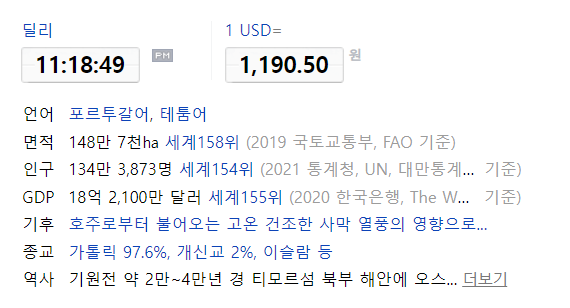 딜리 1 USD=
11:18:49 PM 1,190.50 원
언어 포르투갈어, 테툼어
면적 148만 7천ha 세계158위 (2019 국토교통부, FAO 기준)
인구 134만 3,873명 세계154위 (2021 통계청, UN, 대만통계... 기준)
GDP 18억 2,100만 달러 세계155위 (2020 한국은행, The W... 기준)
기후 호주로부터 불어오는 고온 건조한 사막 열풍의 영향으로...
종교 가톨릭 97.6%, 개신교 2%, 이슬람 등
역사 기원전 약 2만~4만년 경 티모르섬 북부 해안에 오스... 더보기